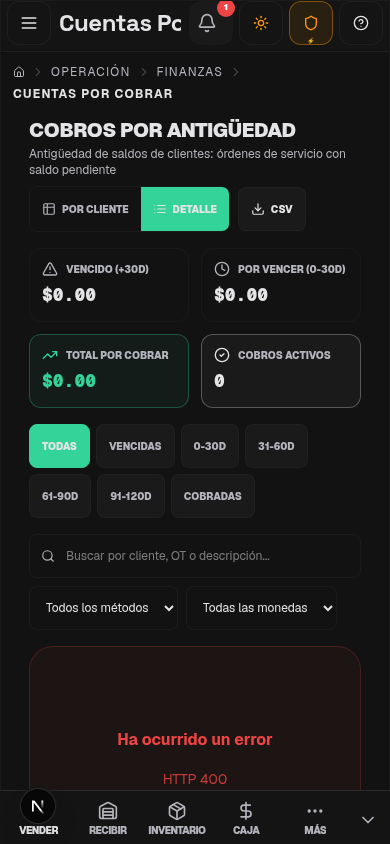 Cuentas Po
1
OPERACIÓN > FINANZAS >
CUENTAS POR COBRAR
COBROS POR ANTIGÜEDAD
Antigüedad de saldos de clientes: órdenes de servicio con
saldo pendiente
POR CLIENTE DETALLE CSV
VENCIDO (+30D) POR VENCER (0-30D)
$0.00 $0.00
TOTAL POR COBRAR COBROS ACTIVOS
$0.00 0
TODAS VENCIDAS 0-30D 31-60D
61-90D 91-120D COBRADAS
Buscar por cliente, OT o descripción...
Todos los métodos Todas las monedas
Ha ocurrido un error
HTTP 400
N
VENDER RECIBIR INVENTARIO CAJA MÁS